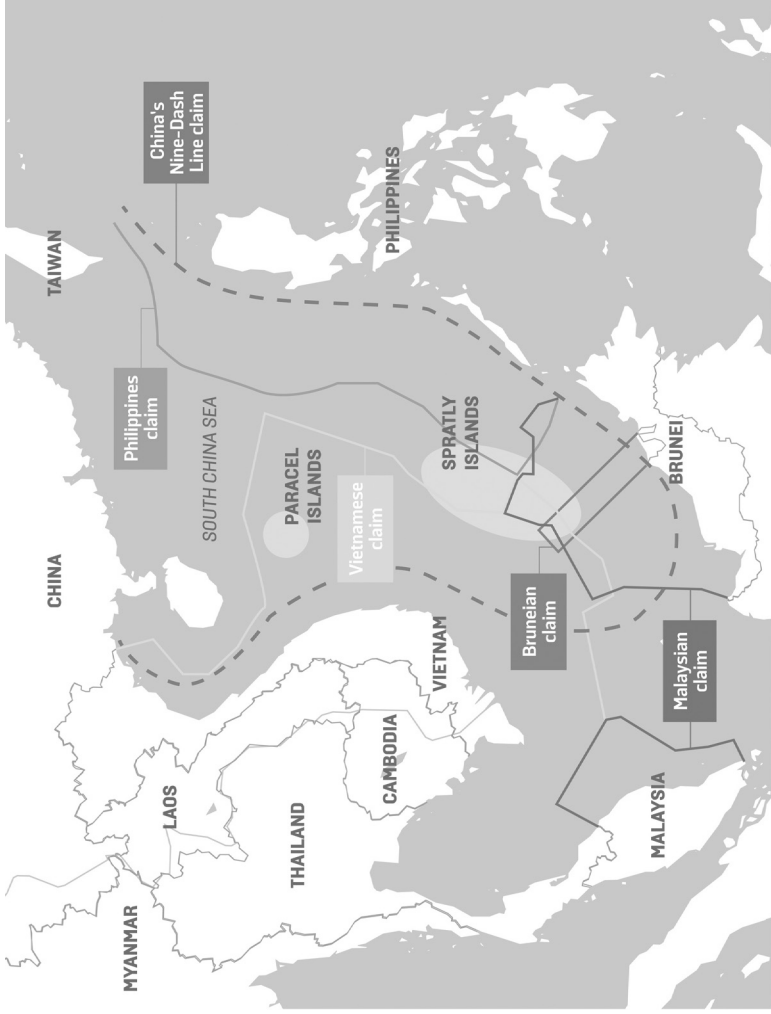 TAIWAN
China's
Nine-Dash
Line claim
CHINA
Philippines
claim
SOUTH CHINA SEA
PARACEL
ISLANDS
Vietnamese
claim
PHILIPPINES
SPRATLY
ISLANDS
MYANMAR
LAOS
THAILAND
CAMBODIA
VIETNAM
Bruneian
claim
BRUNEI
Malaysian
claim
MALAYSIA